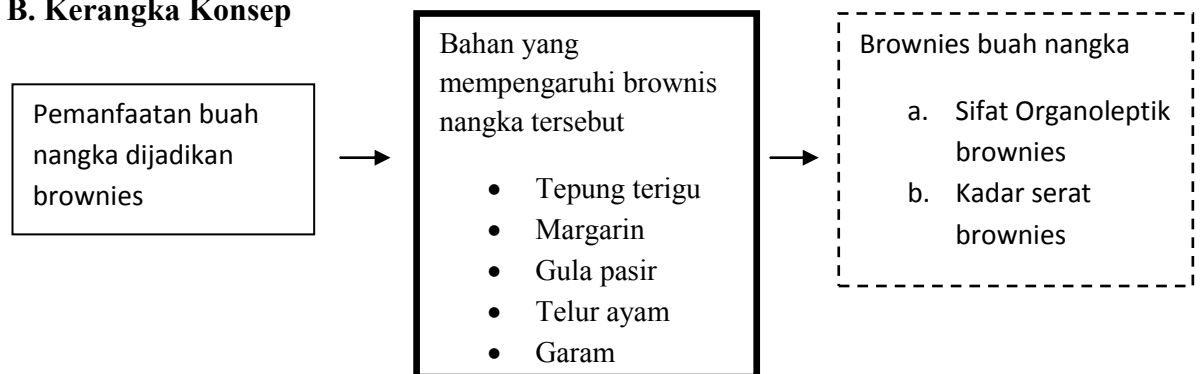 B. Kerangka Konsep
Pemanfaatan buah
nangka dijadikan
brownies
Bahan yang
mempengaruhi brownis
nangka tersebut
• Tepung terigu
• Margarin
• Gula pasir
• Telur ayam
• Garam
Brownies buah nangka
a. Sifat Organoleptik
brownies
b. Kadar serat
brownies